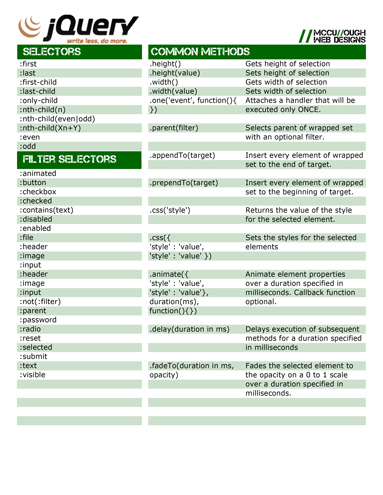 jQuery
write less, do more.
MCCU//OUGH
WEB DESIGNS
SELECTORS
:first
:last
:first-child
:last-child
:only-child
:nth-child(n)
:nth-child(even|odd)
:nth-child(Xn+Y)
:even
:odd
FILTER SELECTORS
:animated
:button
:checkbox
:checked
:contains(text)
:disabled
:enabled
:file
:header
:image
:input
:header
:image
:input
:not(:filter)
:parent
:password
:radio
:reset
:selected
:submit
:text
:visible
COMMON METHODS
.height() Gets height of selection
.height(value) Sets height of selection
.width() Gets width of selection
.width(value) Sets width of selection
.one('event', function(){ Attaches a handler that will be
}) executed only ONCE.
.parent(filter) Selects parent of wrapped set
with an optional filter.
.appendTo(target) Insert every element of wrapped
set to the end of target.
.prependTo(target) Insert every element of wrapped
set to the beginning of target.
.css('style') Returns the value of the style
for the selected element.
.css({ Sets the styles for the selected
'style' : 'value', elements
'style' : 'value' })
.animate({ Animate element properties
'style' : 'value', over a duration specified in
'style' : 'value'}, milliseconds. Callback function
duration(ms), optional.
function(){})
.delay(duration in ms) Delays execution of subsequent
methods for a duration specified
in milliseconds
.fadeTo(duration in ms, Fades the selected element to
opacity) the opacity on a 0 to 1 scale
over a duration specified in
milliseconds.